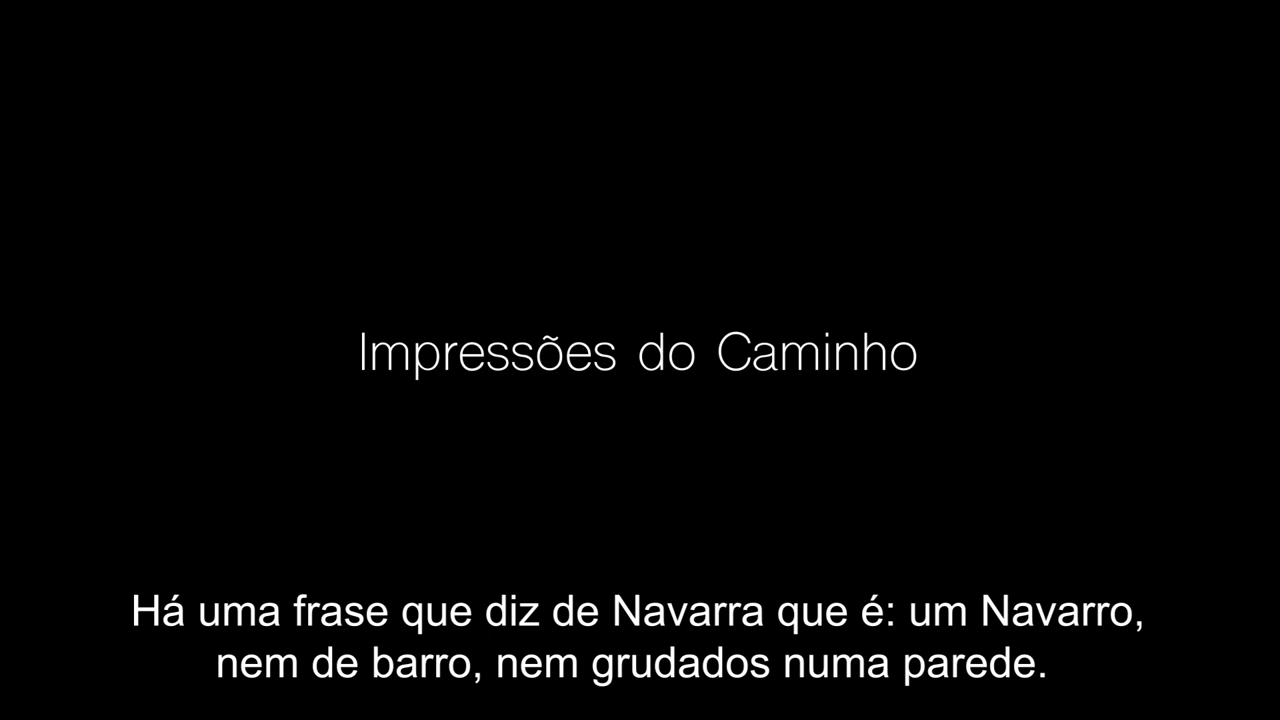 Impressões do Caminho
Há uma frase que diz de Navarra que é: um Navarro,
nem de barro, nem grudados numa parede.